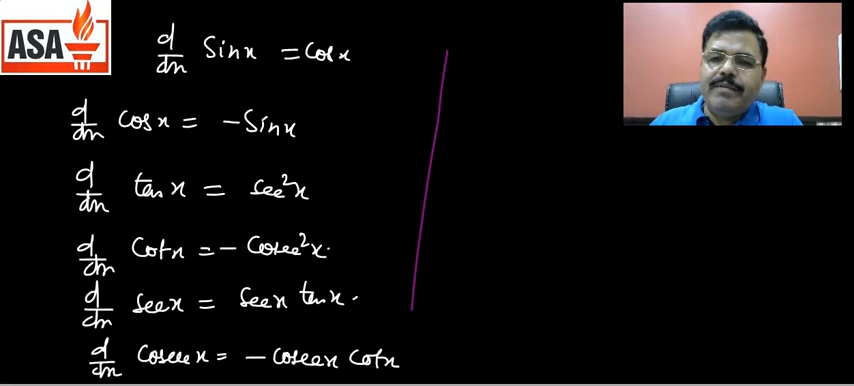 ASA
d/dx Sinx = cosx
d/dx cosx = -Sinx
d/dx tanx = sec²x
d/dx cotx = - cosec²x.
d/dx secx = secx tanx.
d/dx cosecx = - cosecx cotx